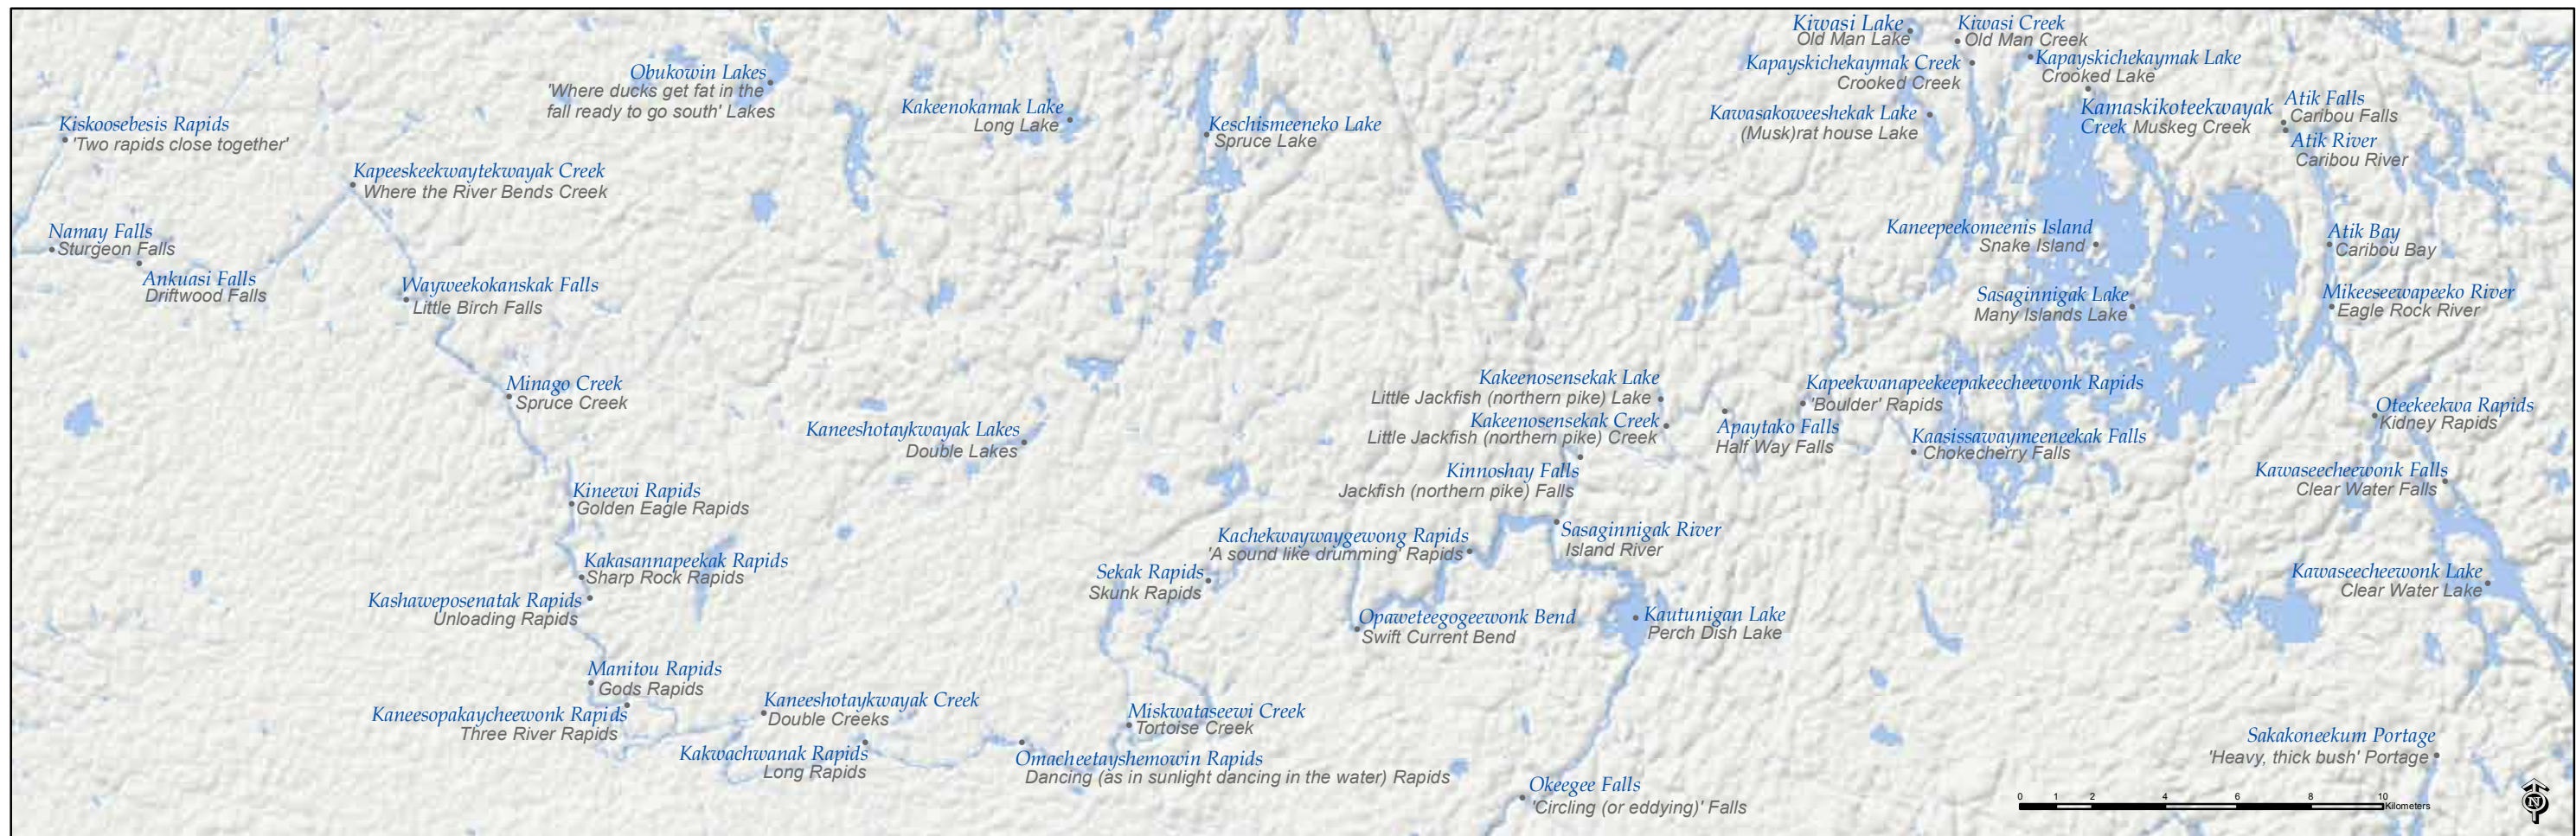 Kiwasi Lake
Old Man Lake
Kiwasi Creek
Old Man Creek
Kapayskichekaymak Creek
Crooked Creek
Kapayskichekaymak Lake
Crooked Lake
Obukowin Lakes
'Where ducks get fat in the
fall ready to go south' Lakes
Kakeenokamak Lake
Long Lake
Keschismeeneko Lake
Spruce Lake
Kawasakoweeshekak Lake
(Musk)rat house Lake
Kamaskikoteekwayak
Creek Muskeg Creek
Atik Falls
Caribou Falls
Atik River
Caribou River
Kiskoosebesis Rapids
'Two rapids close together'
Kapeeskeekwaytekwayak Creek
Where the River Bends Creek
Namay Falls
Sturgeon Falls
Ankuasi Falls
Driftwood Falls
Wayweekokanskak Falls
Little Birch Falls
Kaneepeekomeenis Island
Snake Island
Atik Bay
Caribou Bay
Sasaginnigak Lake
Many Islands Lake
Mikeeseewapeeko River
Eagle Rock River
Minago Creek
Spruce Creek
Kaneeshotaykwayak Lakes
Double Lakes
Kakeenosensekak Lake
Little Jackfish (northern pike) Lake
Kakeenosensekak Creek
Little Jackfish (northern pike) Creek
Kapeekwanapeekeepakeecheewonk Rapids
'Boulder' Rapids
Apaytako Falls
Half Way Falls
Kaasissawaymeeneekak Falls
Chokecherry Falls
Oteekeekwa Rapids
Kidney Rapids
Kinnoshay Falls
Jackfish (northern pike) Falls
Kawaseecheewonk Falls
Clear Water Falls
Kineewi Rapids
Golden Eagle Rapids
Kachekwaywaygewong Rapids
'A sound like drumming' Rapids
Sasaginnigak River
Island River
Kakasannapeekak Rapids
Sharp Rock Rapids
Sekak Rapids
Skunk Rapids
Kawaseecheewonk Lake
Clear Water Lake
Kashaweposenatak Rapids
Unloading Rapids
Opaweteegogeewonk Bend
Swift Current Bend
Kautunigan Lake
Perch Dish Lake
Manitou Rapids
Gods Rapids
Kaneesopakaycheewonk Rapids
Three River Rapids
Kaneeshotaykwayak Creek
Double Creeks
Miskwataseewi Creek
Tortoise Creek
Kakwachwanak Rapids
Long Rapids
Omacheetayshemowin Rapids
Dancing (as in sunlight dancing in the water) Rapids
Sakakoneekum Portage
'Heavy, thick bush' Portage
Okeegee Falls
'Circling (or eddying)' Falls
0 1 2 4 6 8 10
Kilometers
N